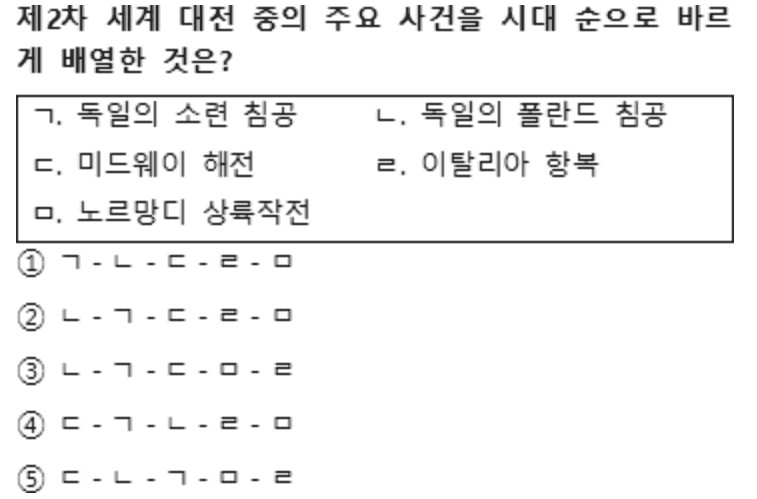 제2차 세계 대전 중의 주요 사건을 시대 순으로 바르
게 배열한 것은?
ㄱ. 독일의 소련 침공 ㄴ. 독일의 폴란드 침공
ㄷ. 미드웨이 해전 ㄹ. 이탈리아 항복
ㅁ. 노르망디 상륙작전
① ㄱ - ㄴ - ㄷ - ㄹ - ㅁ
② ㄴ - ㄱ - ㄷ - ㄹ - ㅁ
③ ㄴ - ㄱ - ㄷ - ㅁ - ㄹ
④ ㄷ - ㄱ - ㄴ - ㄹ - ㅁ
⑤ ㄷ - ㄴ - ㄱ - ㅁ - ㄹ